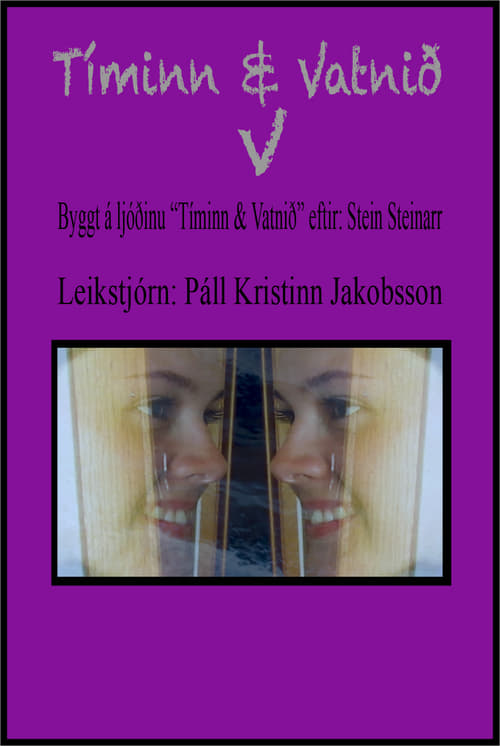 Tíminn & Vatnið
V
Byggt á ljóðinu “Tíminn & Vatnið” eftir: Stein Steinarr
Leikstjórn: Páll Kristinn Jakobsson